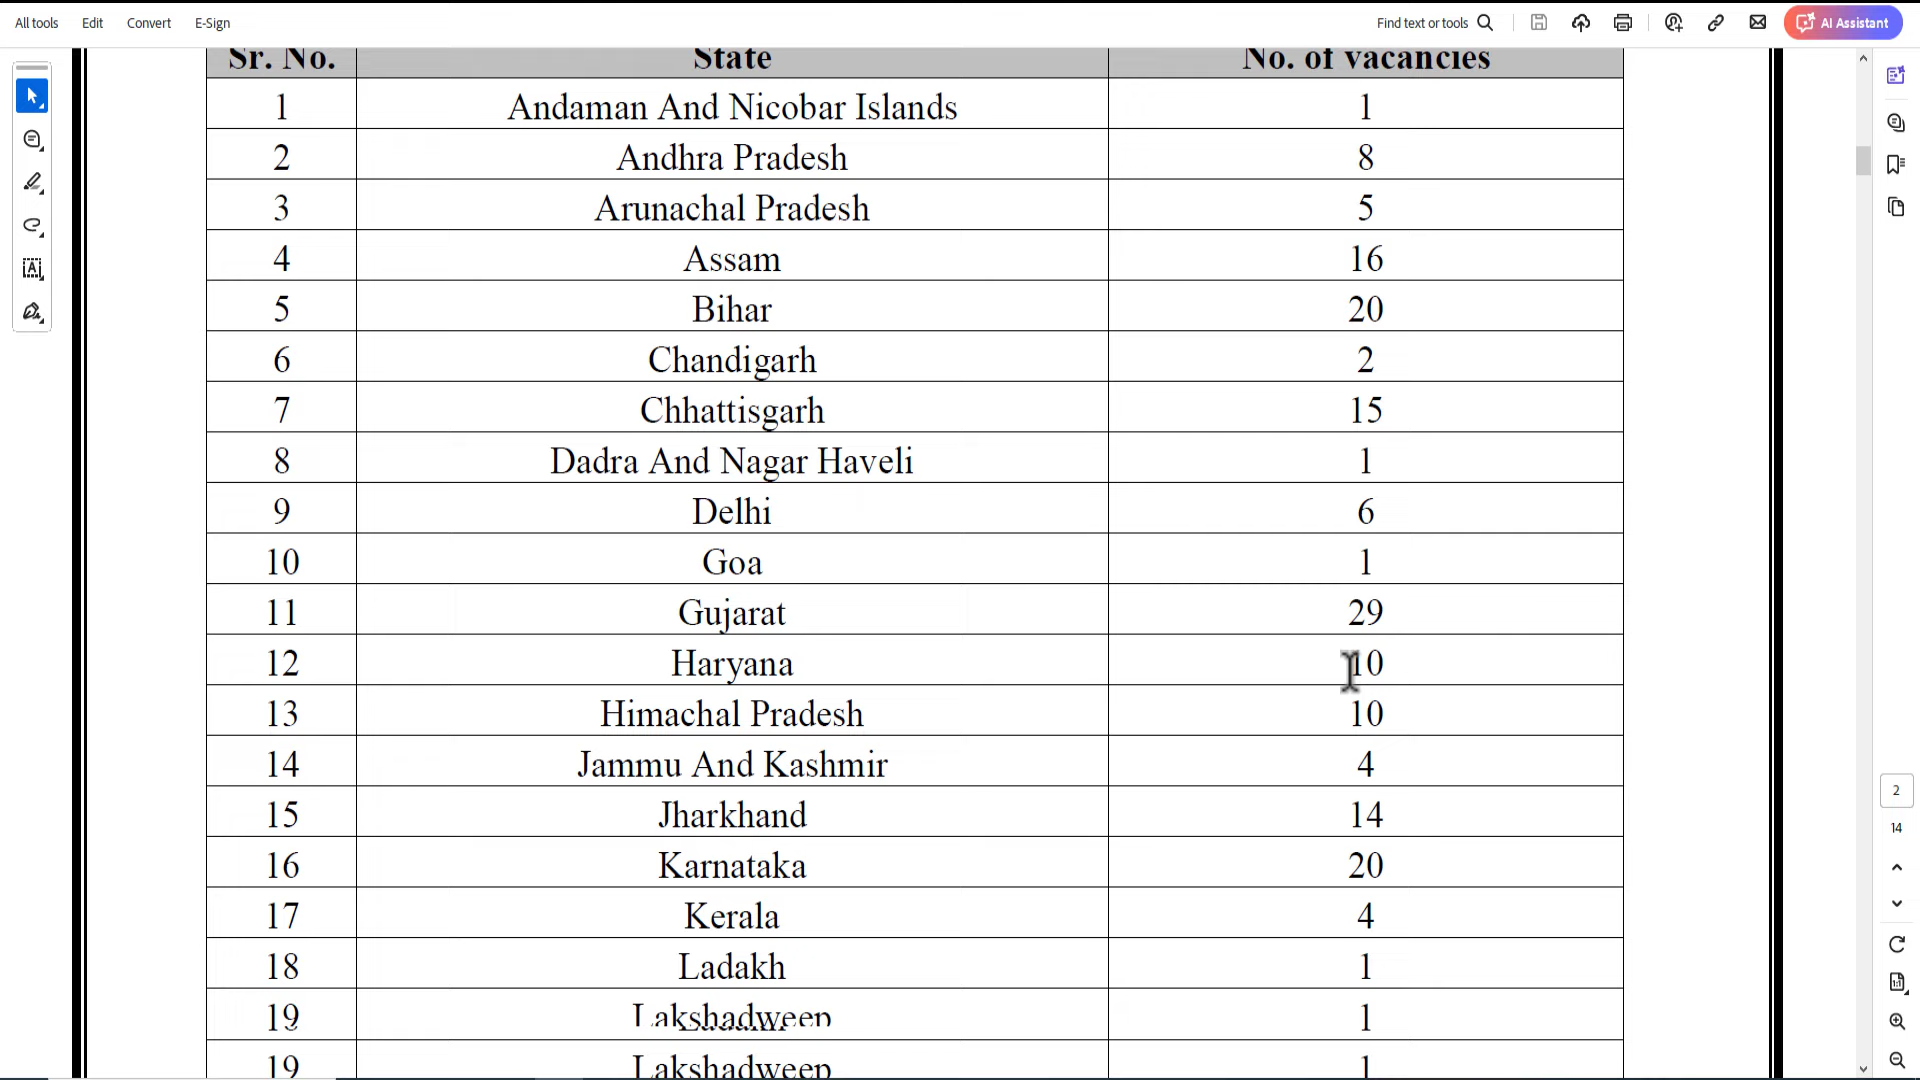 All tools Edit Convert E-Sign Find text or tools AI Assistant
Sr. No. State No. of vacancies
1 Andaman And Nicobar Islands 1
2 Andhra Pradesh 8
3 Arunachal Pradesh 5
4 Assam 16
5 Bihar 20
6 Chandigarh 2
7 Chhattisgarh 15
8 Dadra And Nagar Haveli 1
9 Delhi 6
10 Goa 1
11 Gujarat 29
12 Haryana 10
13 Himachal Pradesh 10
14 Jammu And Kashmir 4
2
15 Jharkhand 14
14
16 Karnataka 20
17 Kerala 4
18 Ladakh 1
19 Lakshadweep 1
19 Lakshadweep 1